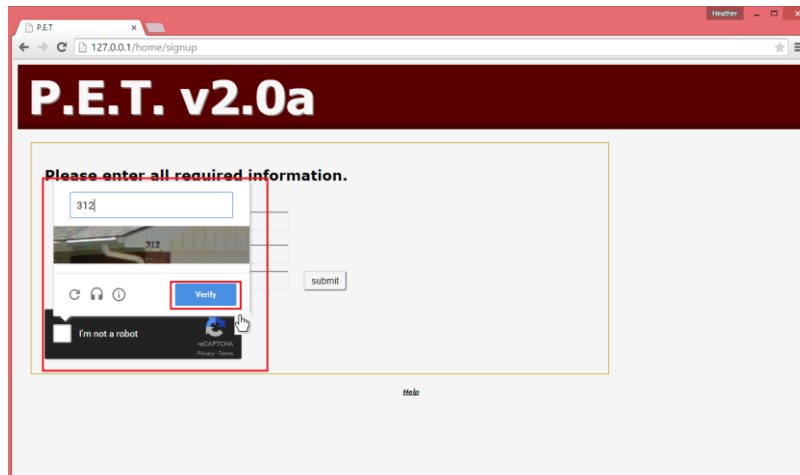 Heather
P.E.T
127.0.0.1/home/signup
P.E.T. v2.0a
Please enter all required information.
312
312
submit
Verify
I'm not a robot
reCAPTCHA
Privacy - Terms
Help